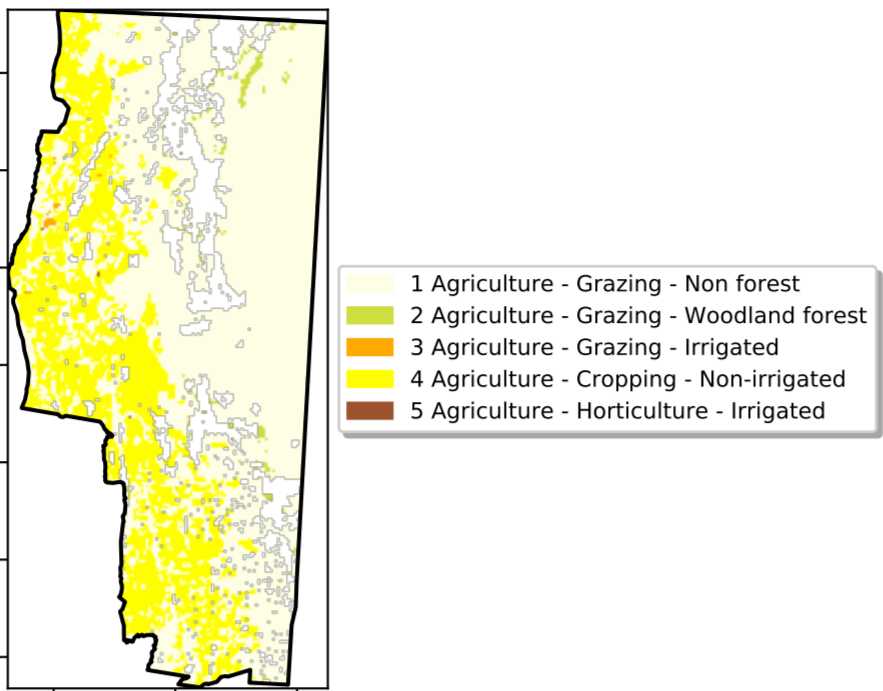 1 Agriculture - Grazing - Non forest
2 Agriculture - Grazing - Woodland forest
3 Agriculture - Grazing - Irrigated
4 Agriculture - Cropping - Non-irrigated
5 Agriculture - Horticulture - Irrigated